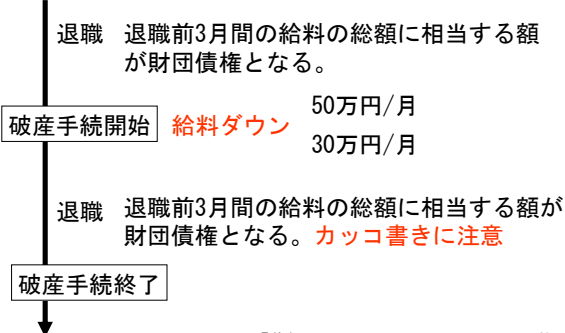 退職 退職前3月間の給料の総額に相当する額
が財団債権となる。
破産手続開始 給料ダウン
50万円/月
30万円/月
退職 退職前3月間の給料の総額に相当する額が
財団債権となる。カッコ書きに注意
破産手続終了